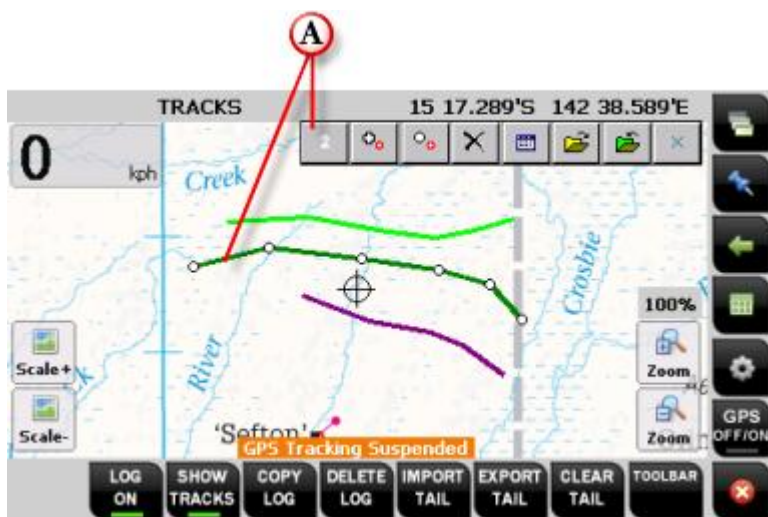 A
TRACKS 15 17.289'S 142 38.589'E
2
0
kph
Creek
Crosbie
River
100%
Scale+
Zoom
Scale-
Zoom
'Sefton'
GPS Tracking Suspended
GPS
OFF/ON
LOG
ON
SHOW
TRACKS
COPY
LOG
DELETE
LOG
IMPORT
TAIL
EXPORT
TAIL
CLEAR
TAIL
TOOLBAR